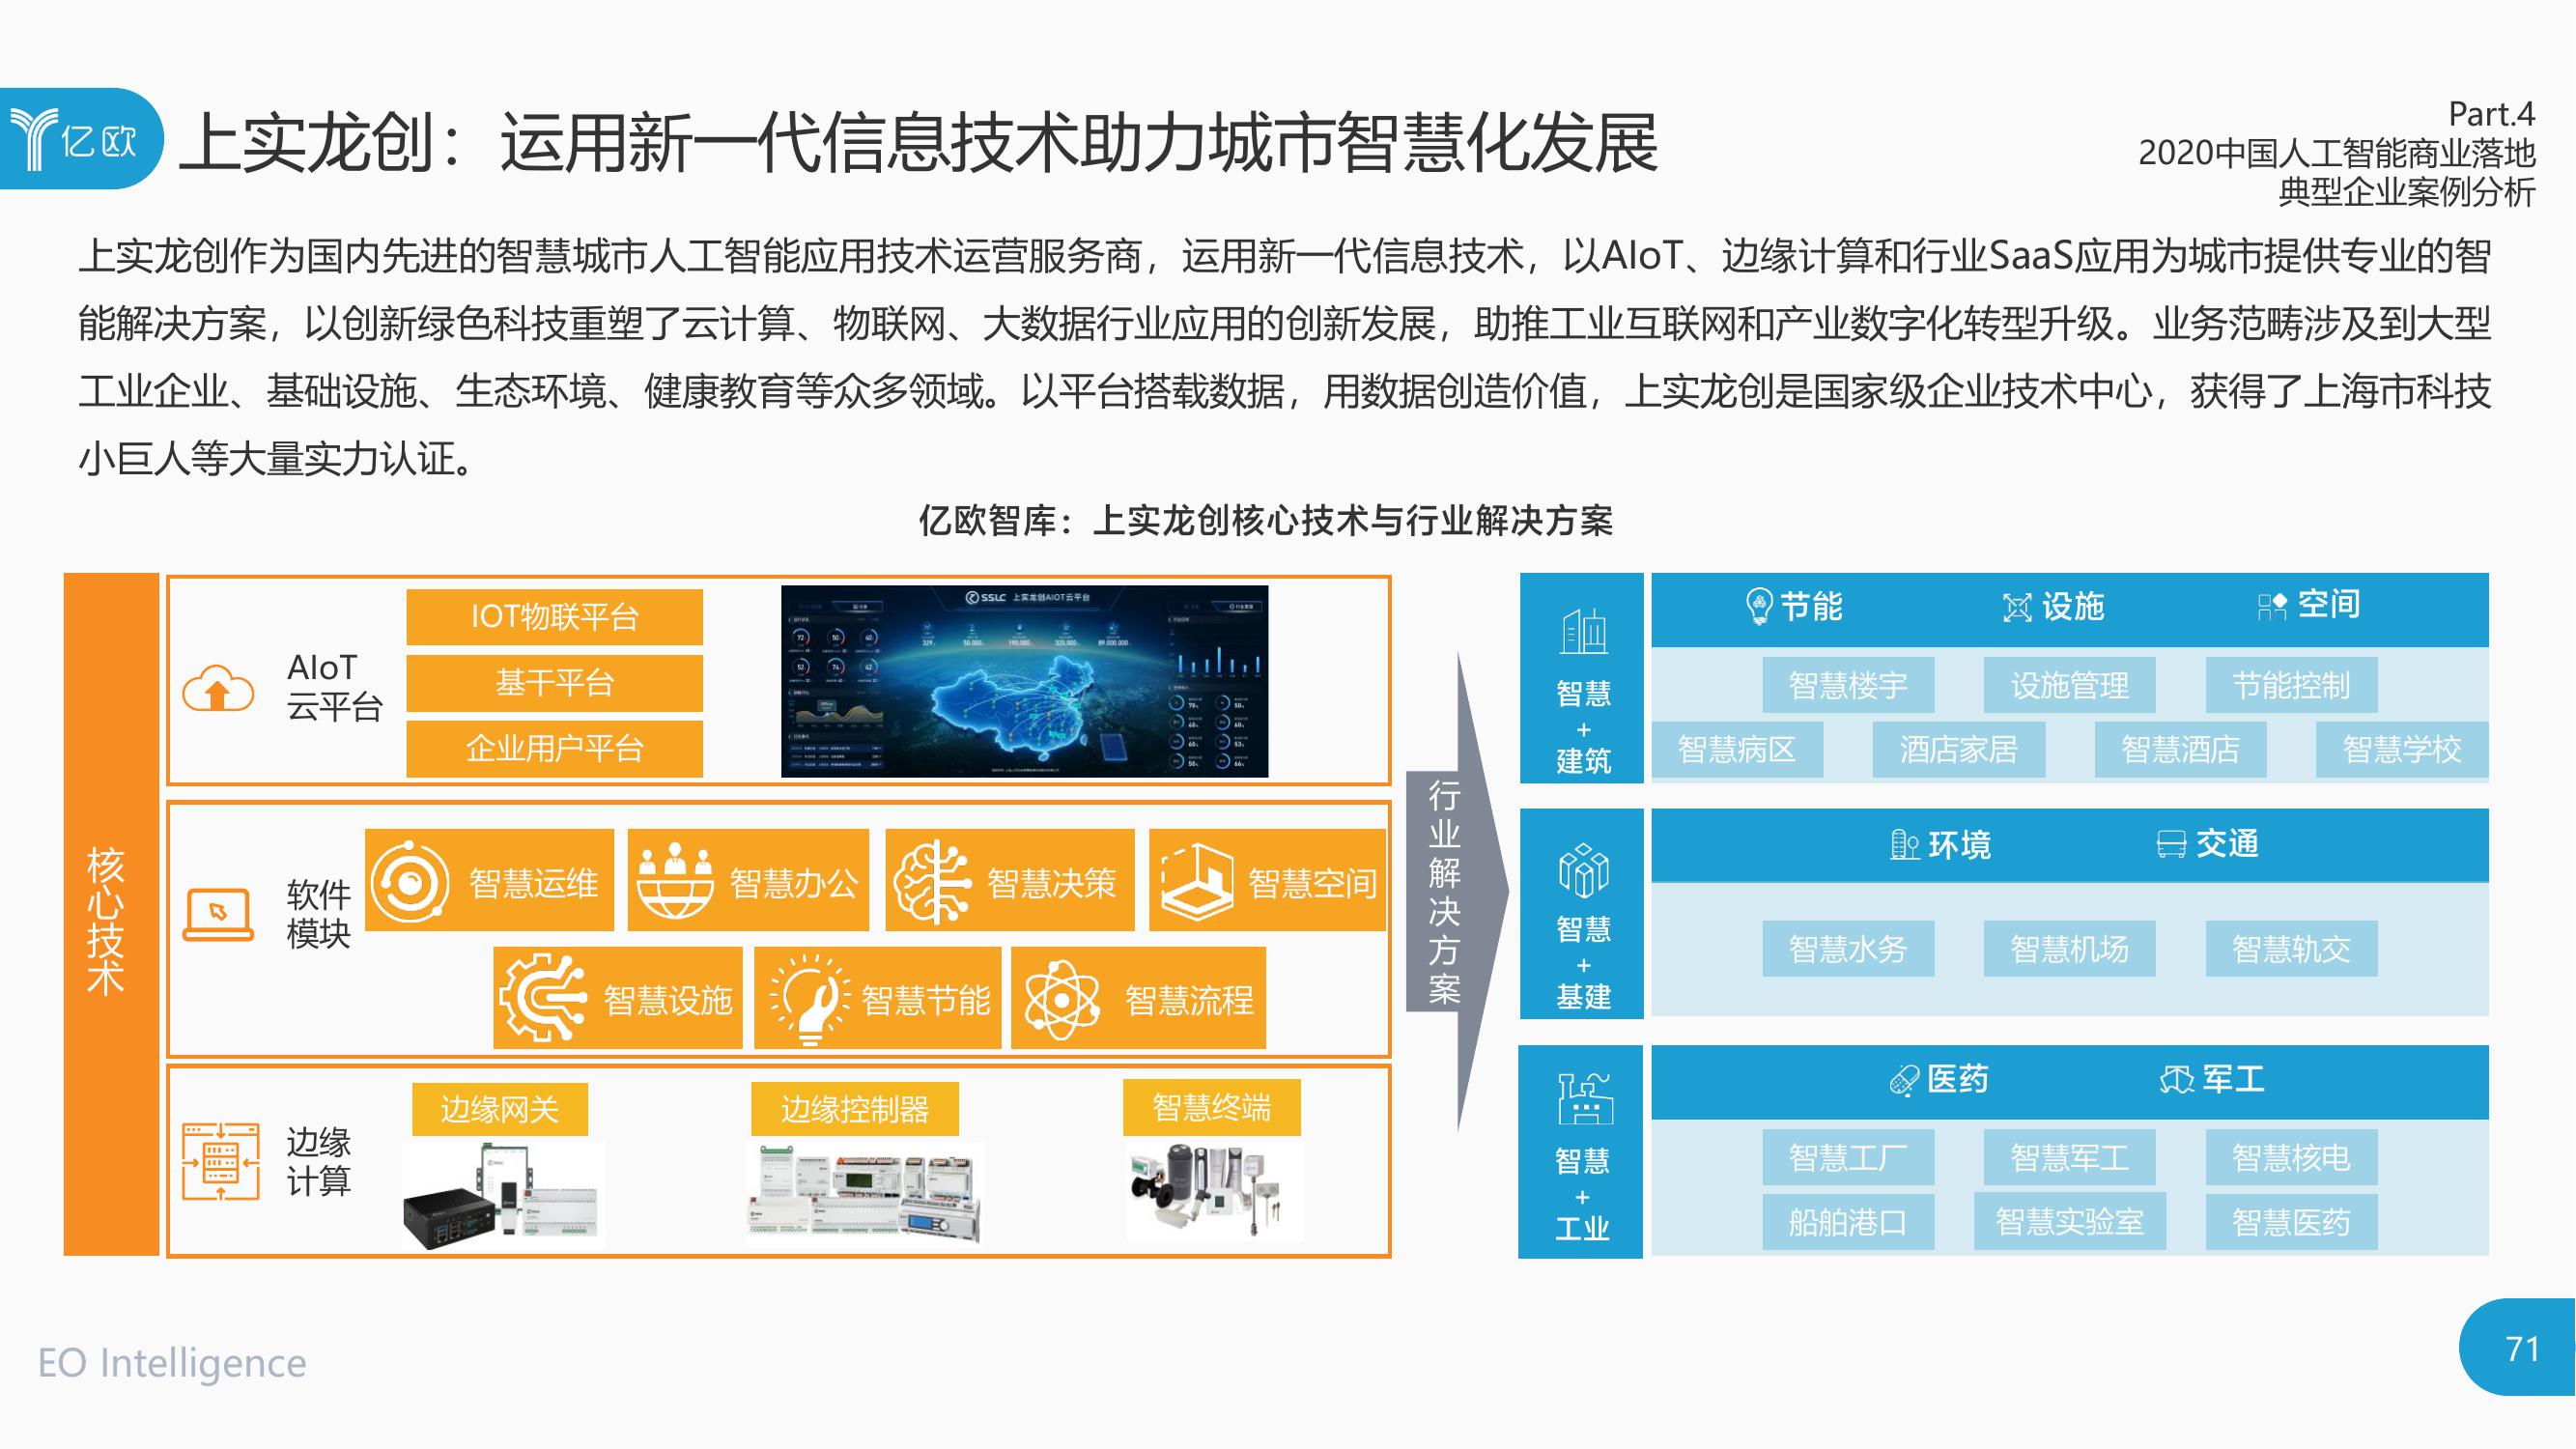 亿欧
上实龙创：运用新一代信息技术助力城市智慧化发展
Part.4
2020中国人工智能商业落地
典型企业案例分析
上实龙创作为国内先进的智慧城市人工智能应用技术运营服务商，运用新一代信息技术，以AIoT、边缘计算和行业SaaS应用为城市提供专业的智
能解决方案，以创新绿色科技重塑了云计算、物联网、大数据行业应用的创新发展，助推工业互联网和产业数字化转型升级。业务范畴涉及到大型
工业企业、基础设施、生态环境、健康教育等众多领域。以平台搭载数据，用数据创造价值，上实龙创是国家级企业技术中心，获得了上海市科技
小巨人等大量实力认证。
亿欧智库：上实龙创核心技术与行业解决方案
核心技术
AIoT
云平台
IOT物联平台
基干平台
企业用户平台
SSLC 上实龙创AIOT云平台
软件
模块
智慧运维
智慧办公
智慧决策
智慧空间
智慧设施
智慧节能
智慧流程
边缘
计算
边缘网关
边缘控制器
智慧终端
行业解决方案
智慧
+
建筑
节能
设施
空间
智慧楼宇
设施管理
节能控制
智慧病区
酒店家居
智慧酒店
智慧学校
智慧
+
基建
环境
交通
智慧水务
智慧机场
智慧轨交
智慧
+
工业
医药
军工
智慧工厂
智慧军工
智慧核电
船舶港口
智慧实验室
智慧医药
EO Intelligence
71